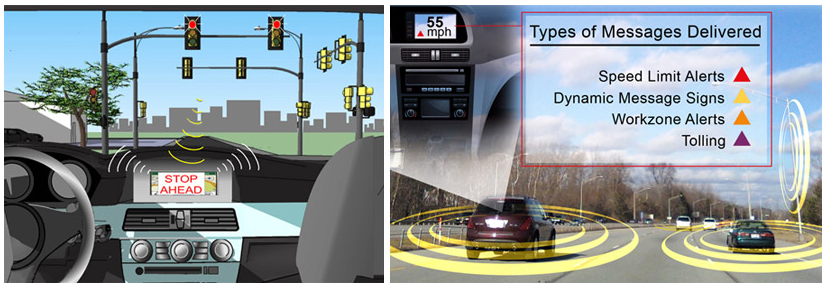 STOP
AHEAD
55
mph
Types of Messages Delivered
Speed Limit Alerts
Dynamic Message Signs
Workzone Alerts
Tolling